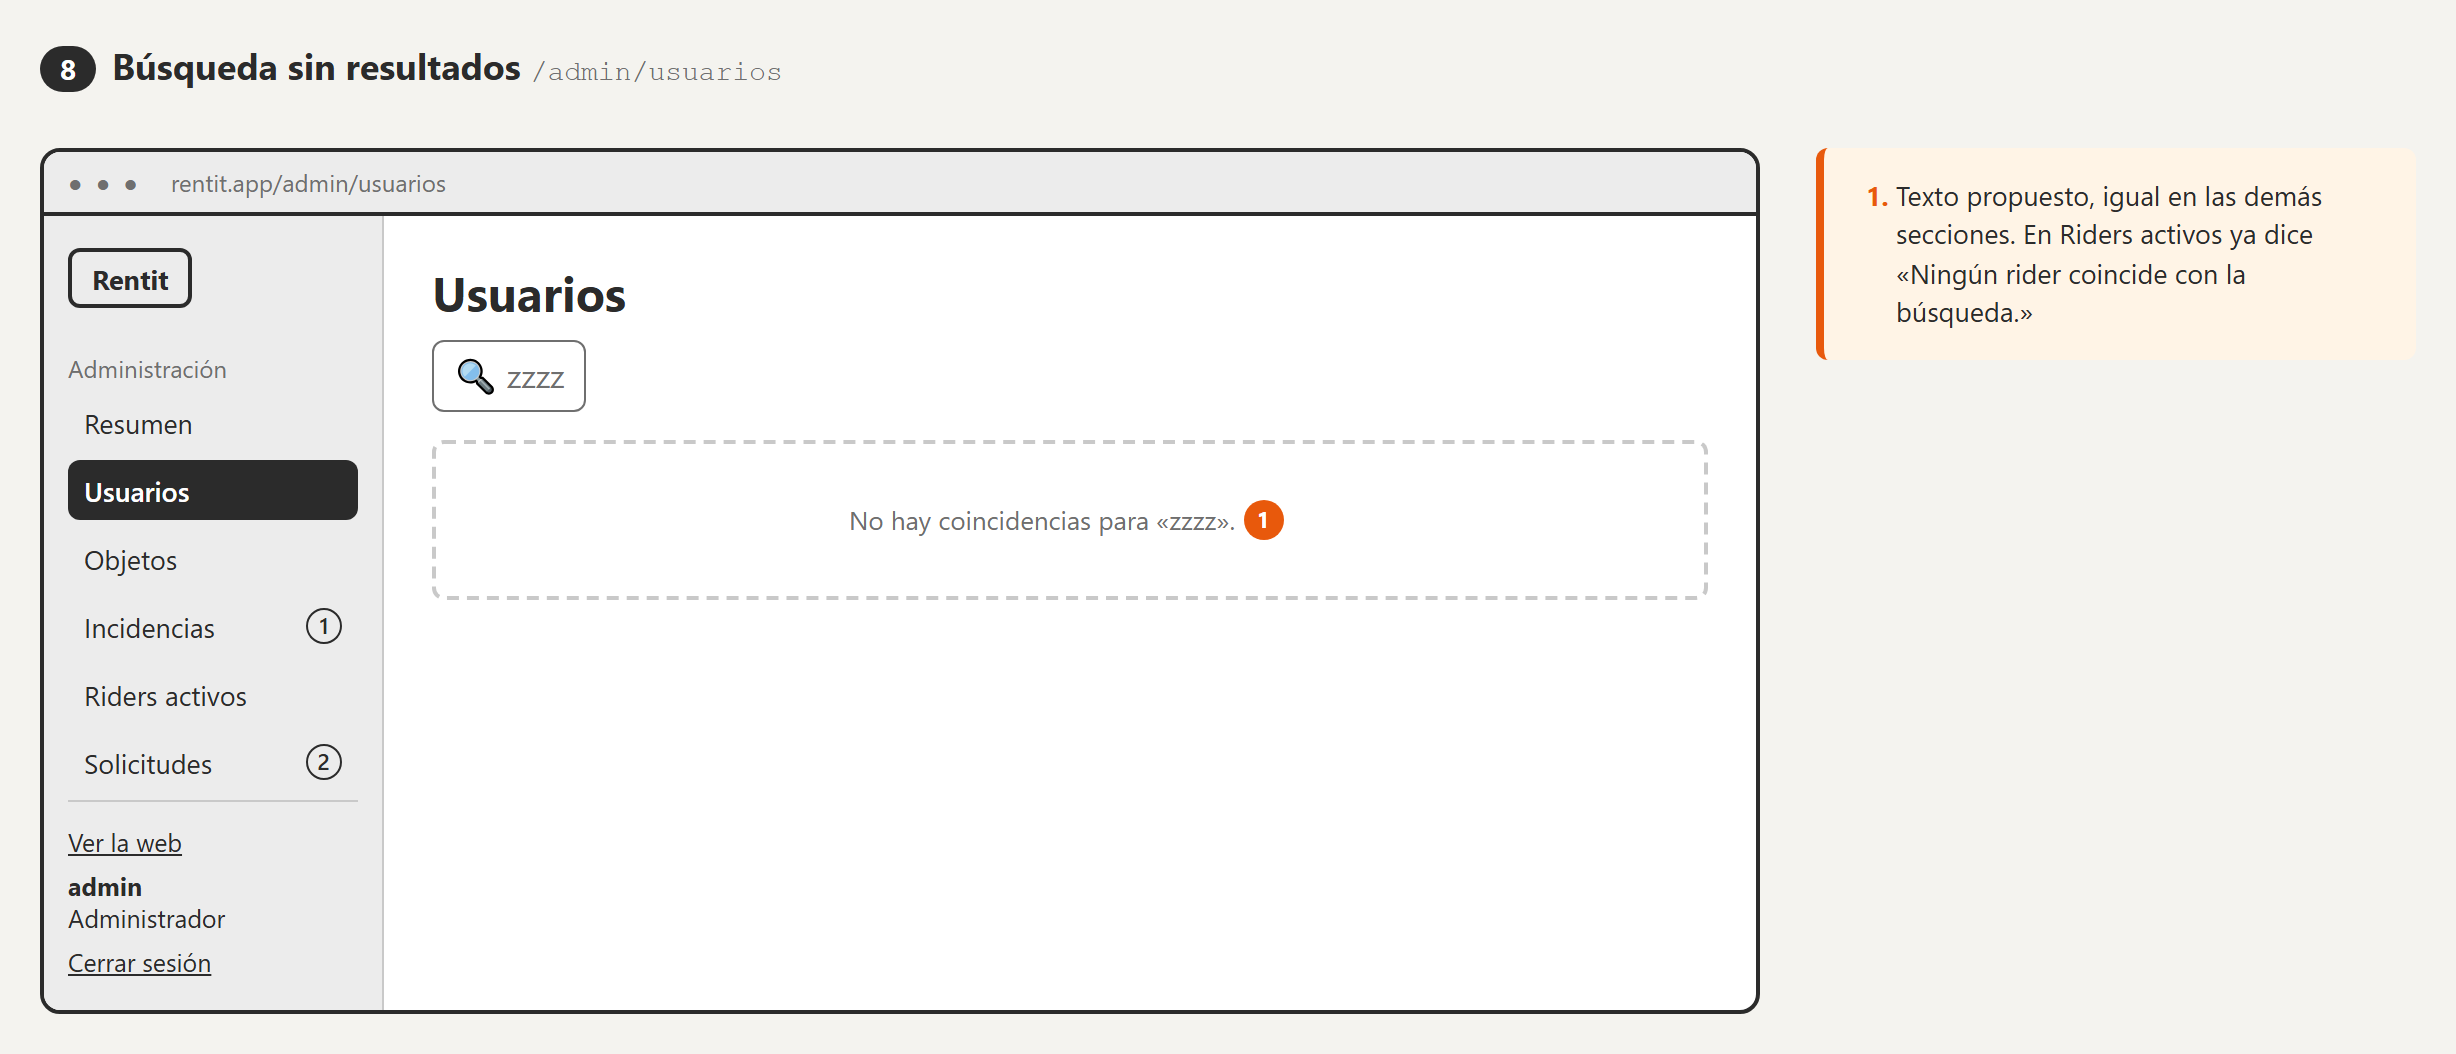 8 Búsqueda sin resultados /admin/usuarios
rentit.app/admin/usuarios
Rentit
Administración
Resumen
Usuarios
Objetos
Incidencias 1
Riders activos
Solicitudes 2
Ver la web
admin
Administrador
Cerrar sesión
Usuarios
zzzz
No hay coincidencias para «zzzz». 1
1. Texto propuesto, igual en las demás
secciones. En Riders activos ya dice
«Ningún rider coincide con la
búsqueda.»